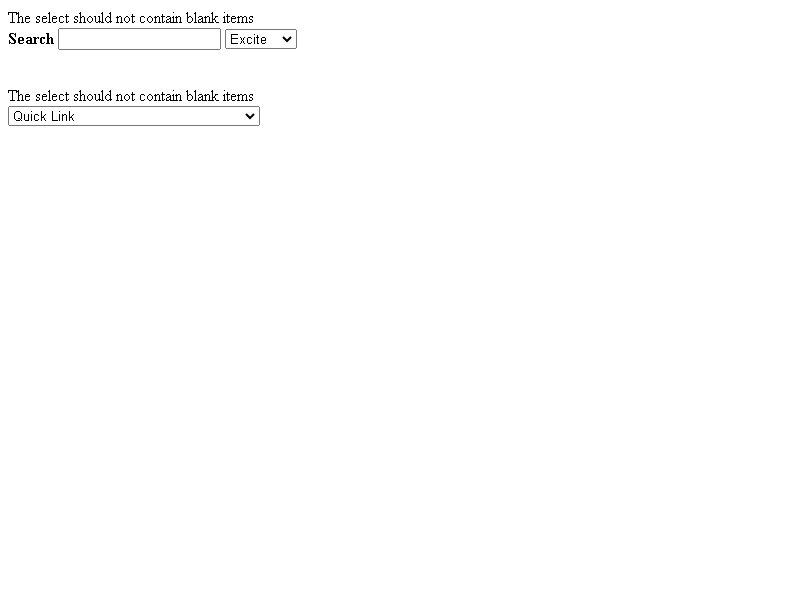 The select should not contain blank items
Search Excite
The select should not contain blank items
Quick Link